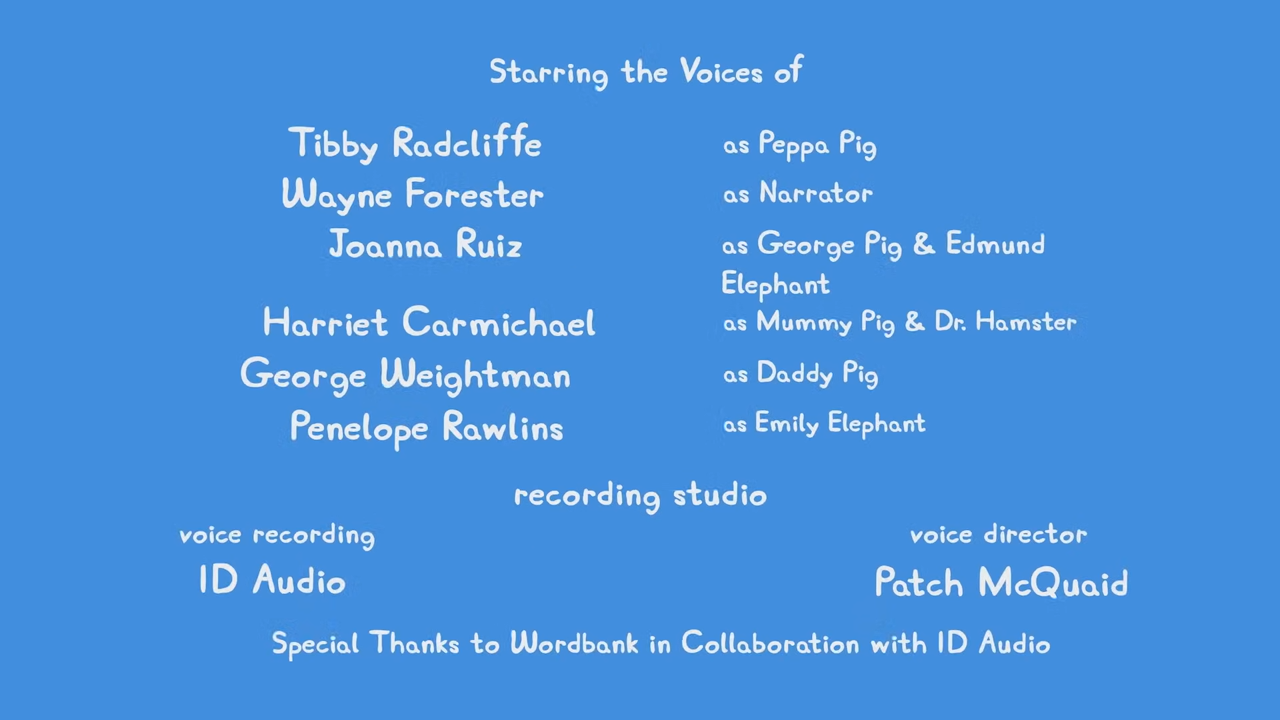 Starring the Voices of
Tibby Radcliffe as Peppa Pig
Wayne Forester as Narrator
Joanna Ruiz as George Pig & Edmund
Elephant
Harriet Carmichael as Mummy Pig & Dr. Hamster
George Weightman as Daddy Pig
Penelope Rawlins as Emily Elephant
recording studio
voice recording voice director
ID Audio Patch McQuaid
Special Thanks to Wordbank in Collaboration with ID Audio